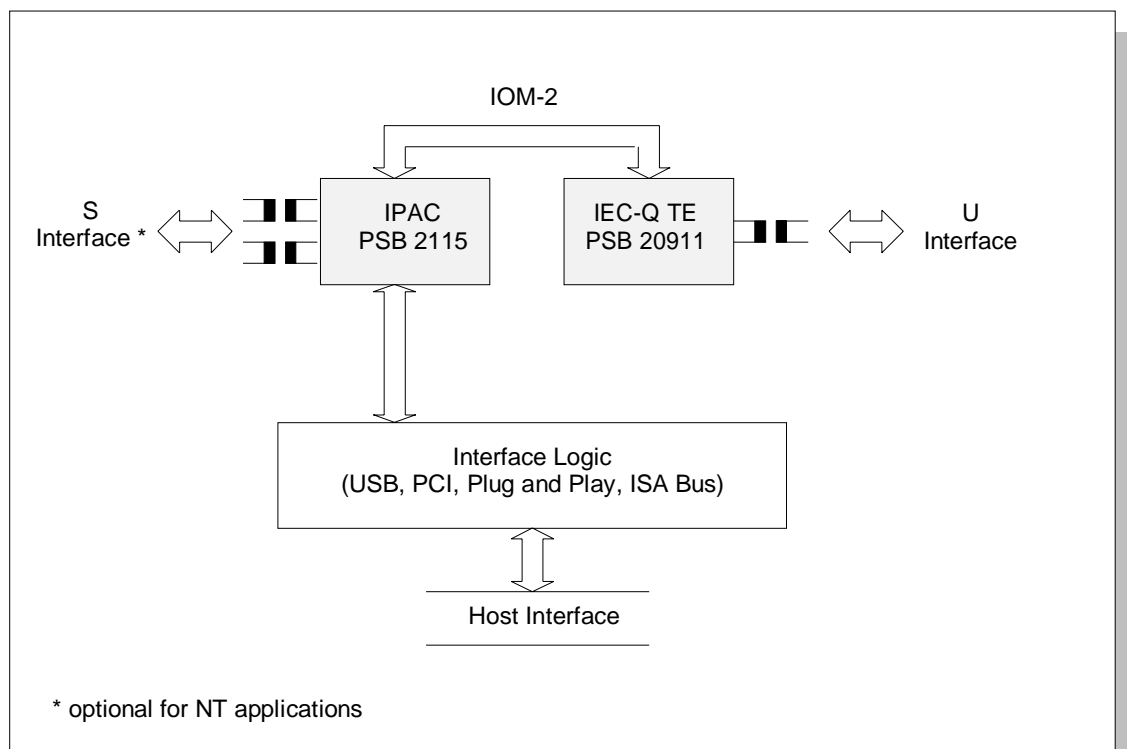 IOM-2
S
Interface *
IPAC
PSB 2115
IEC-Q TE
PSB 20911
U
Interface
Interface Logic
(USB, PCI, Plug and Play, ISA Bus)
Host Interface
* optional for NT applications